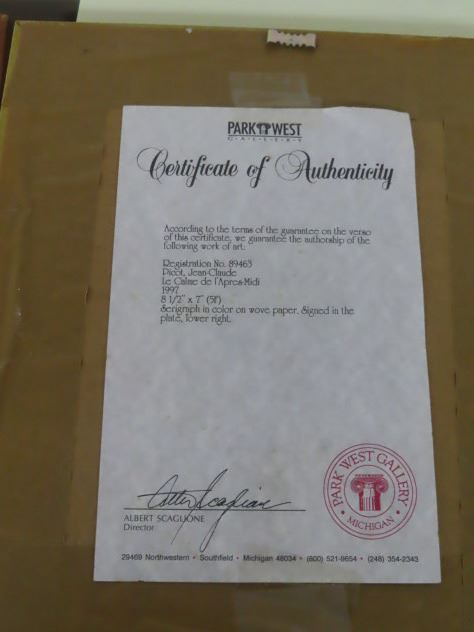 PARK WEST
G·A·L·L·E·R·Y
Certificate of Authenticity
According to the terms of the guarantee on the verso
of this certificate, we guarantee the authorship of the
following work of art:
Registration No. 89463
Picot, Jean-Claude
Le Calme de l'Apres-Midi
1997
8 1/2" x 7" (SF)
Serigraph in color on wove paper. Signed in the
plate, lower right.
Albert Scaglione
ALBERT SCAGLIONE
Director
PARK WEST GALLERY
• MICHIGAN •
29469 Northwestern • Southfield • Michigan 48034 • (800) 521-9654 • (248) 354-2343